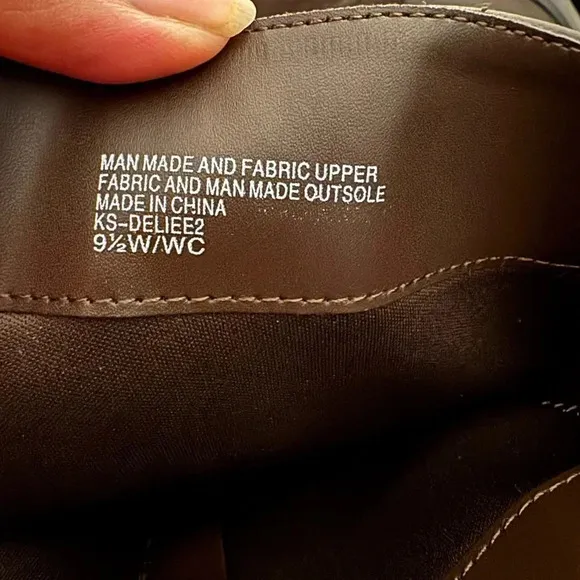 MAN MADE AND FABRIC UPPER
FABRIC AND MAN MADE OUTSOLE
MADE IN CHINA
KS-DELIEE2
9½W/WC